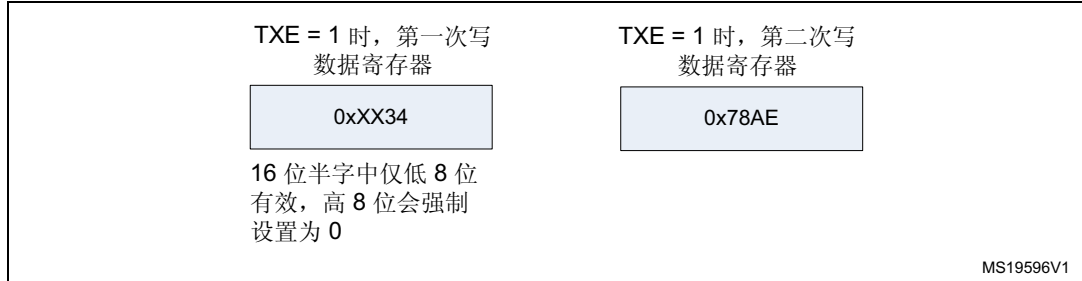 TXE = 1 时，第一次写
数据寄存器
0xXX34
16 位半字中仅低 8 位
有效，高 8 位会强制
设置为 0
TXE = 1 时，第二次写
数据寄存器
0x78AE
MS19596V1